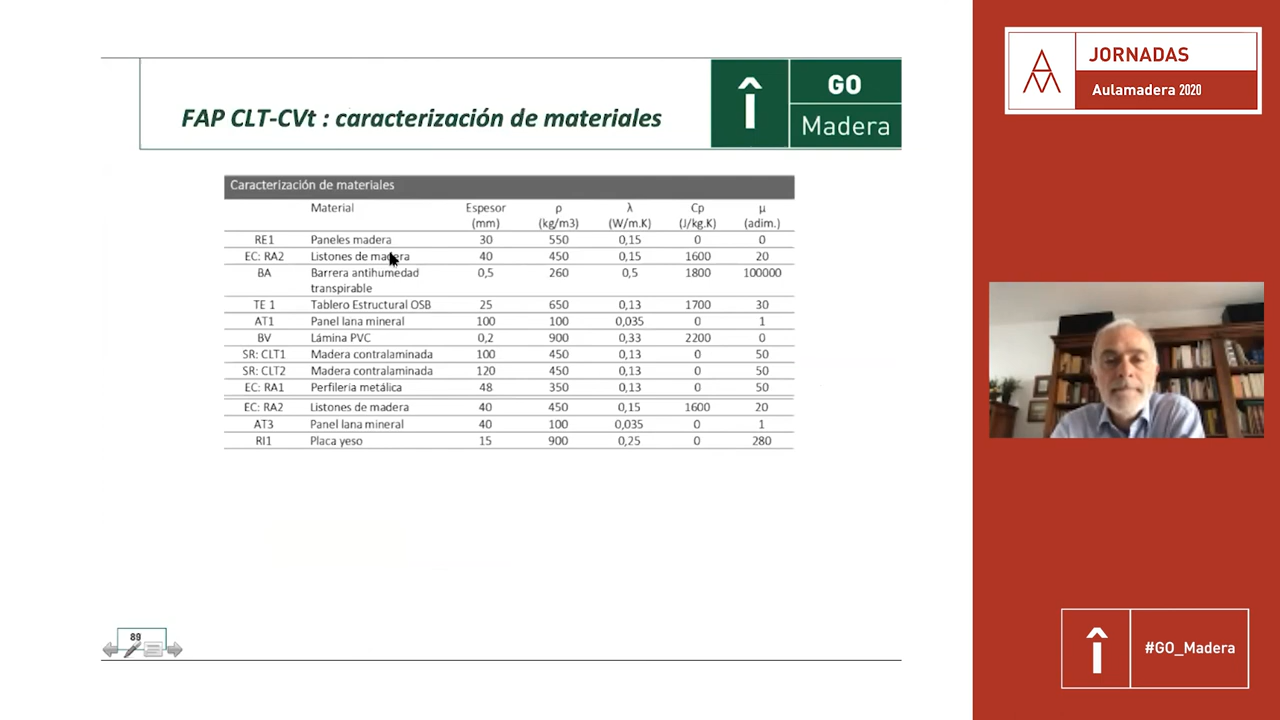 FAP CLT-CVt : caracterización de materiales
GO
Madera
Caracterización de materiales
Material Espesor (mm) ρ (kg/m3) λ (W/m.K) Cp (J/kg.K) μ (adim.)
RE1 Paneles madera 30 550 0,15 0 0
EC: RA2 Listones de madera 40 450 0,15 1600 20
BA Barrera antihumedad transpirable 0,5 260 0,5 1800 100000
TE 1 Tablero Estructural OSB 25 650 0,13 1700 30
AT1 Panel lana mineral 100 100 0,035 0 1
BV Lámina PVC 0,2 900 0,33 2200 0
SR: CLT1 Madera contralaminada 100 450 0,13 0 50
SR: CLT2 Madera contralaminada 120 450 0,13 0 50
EC: RA1 Perfileria metálica 48 350 0,13 0 50
EC: RA2 Listones de madera 40 450 0,15 1600 20
AT3 Panel lana mineral 40 100 0,035 0 1
RI1 Placa yeso 15 900 0,25 0 280
89
JORNADAS
Aulamadera 2020
#GO_Madera